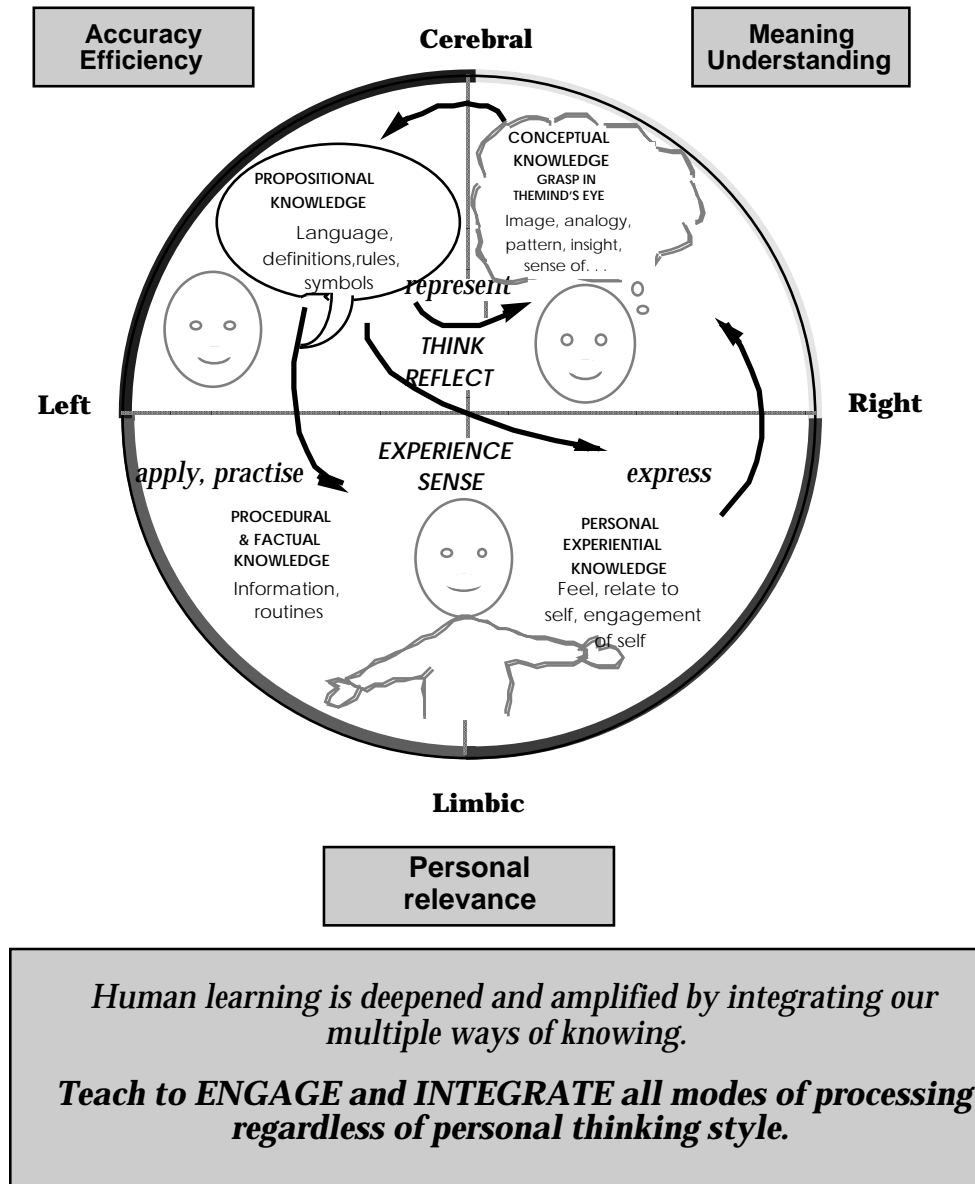 Accuracy
Efficiency
Cerebral
Meaning
Understanding
PROPOSITIONAL
KNOWLEDGE
Language,
definitions,rules,
symbols
CONCEPTUAL
KNOWLEDGE
GRASP IN
THEMIND'S EYE
Image, analogy,
pattern, insight,
sense of. . .
represent
THINK
REFLECT
Left
Right
EXPERIENCE
SENSE
apply, practise
express
PROCEDURAL
& FACTUAL
KNOWLEDGE
Information,
routines
PERSONAL
EXPERIENTIAL
KNOWLEDGE
Feel, relate to
self, engagement
of self
Limbic
Personal
relevance
Human learning is deepened and amplified by integrating our
multiple ways of knowing.
Teach to ENGAGE and INTEGRATE all modes of processing
regardless of personal thinking style.